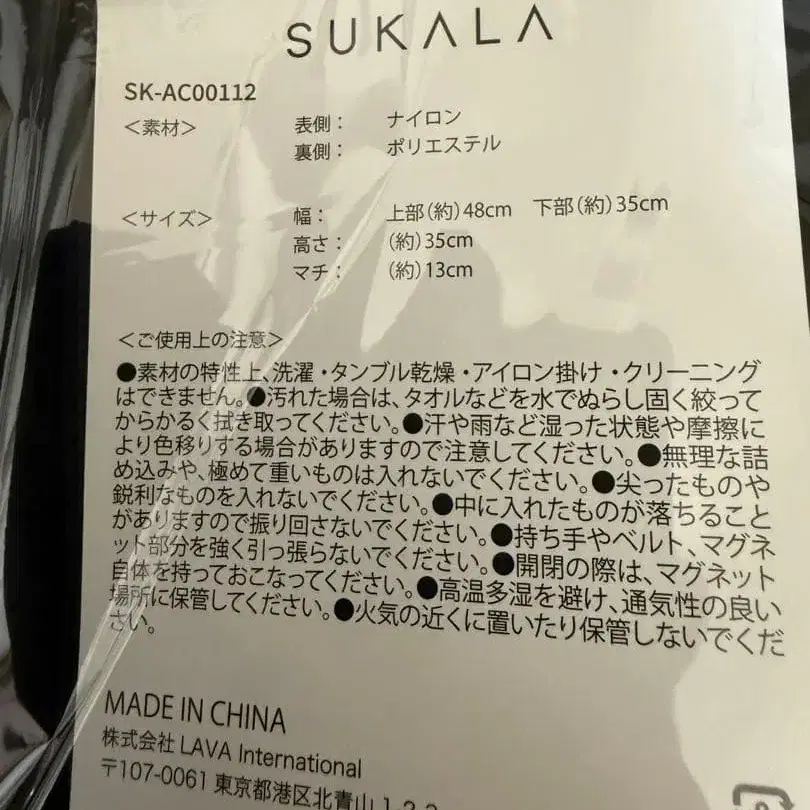 SUKALA
SK-AC00112
＜素材＞ 表側： ナイロン
裏側： ポリエステル
＜サイズ＞ 幅： 上部（約）48cm 下部（約）35cm
高さ： （約）35cm
マチ： （約）13cm
＜ご使用上の注意＞
●素材の特性上、洗濯・タンブル乾燥・アイロン掛け・クリーニング
はできません。●汚れた場合は、タオルなどを水でぬらし固く絞って
からかるく拭き取ってください。●汗や雨など湿った状態や摩擦に
より色移りする場合がありますので注意してください。●無理な詰
め込みや、極めて重いものは入れないでください。●尖ったものや
鋭利なものを入れないでください。●中に入れたものが落ちること
がありますので振り回さないでください。●持ち手やベルト、マグネ
ット部分を強く引っ張らないでください。●開閉の際は、マグネット
自体を持っておこなってください。●高温多湿を避け、通気性の良い
場所に保管してください。●火気の近くに置いたり保管しないでくだ
さい。
MADE IN CHINA
株式会社 LAVA International
〒107-0061 東京都港区北青山